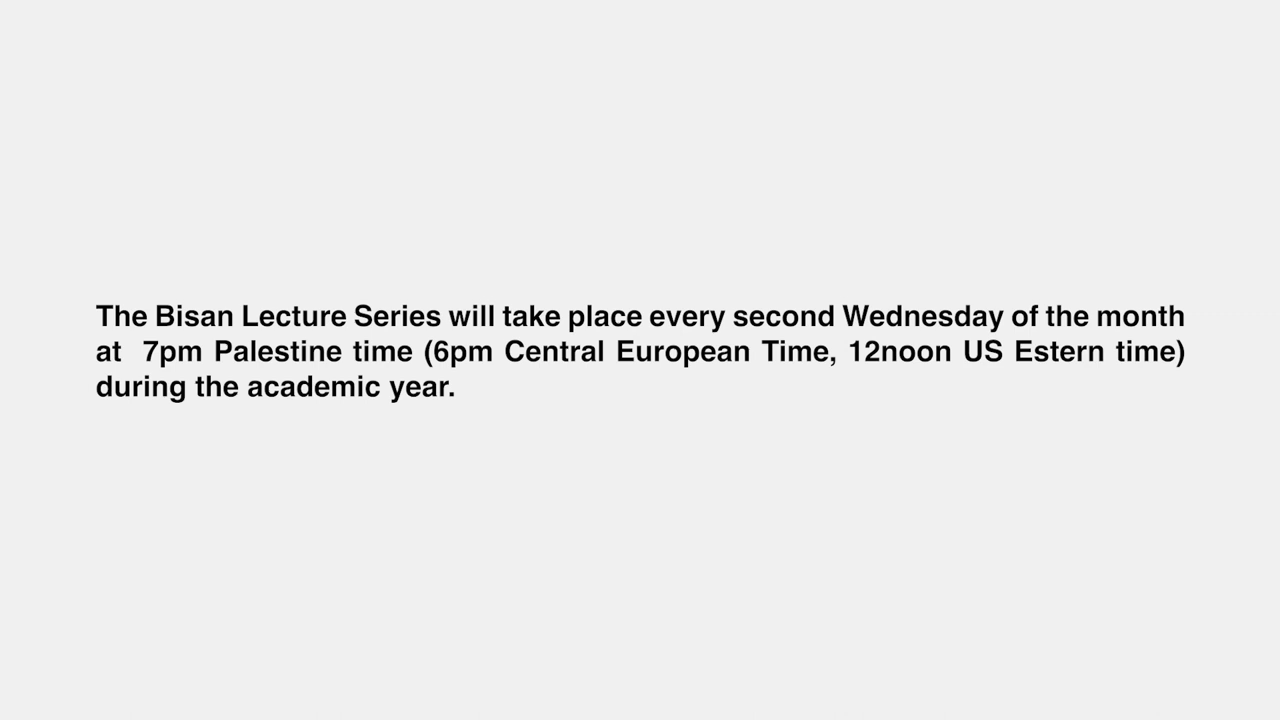 The Bisan Lecture Series will take place every second Wednesday of the month
at 7pm Palestine time (6pm Central European Time, 12noon US Estern time)
during the academic year.